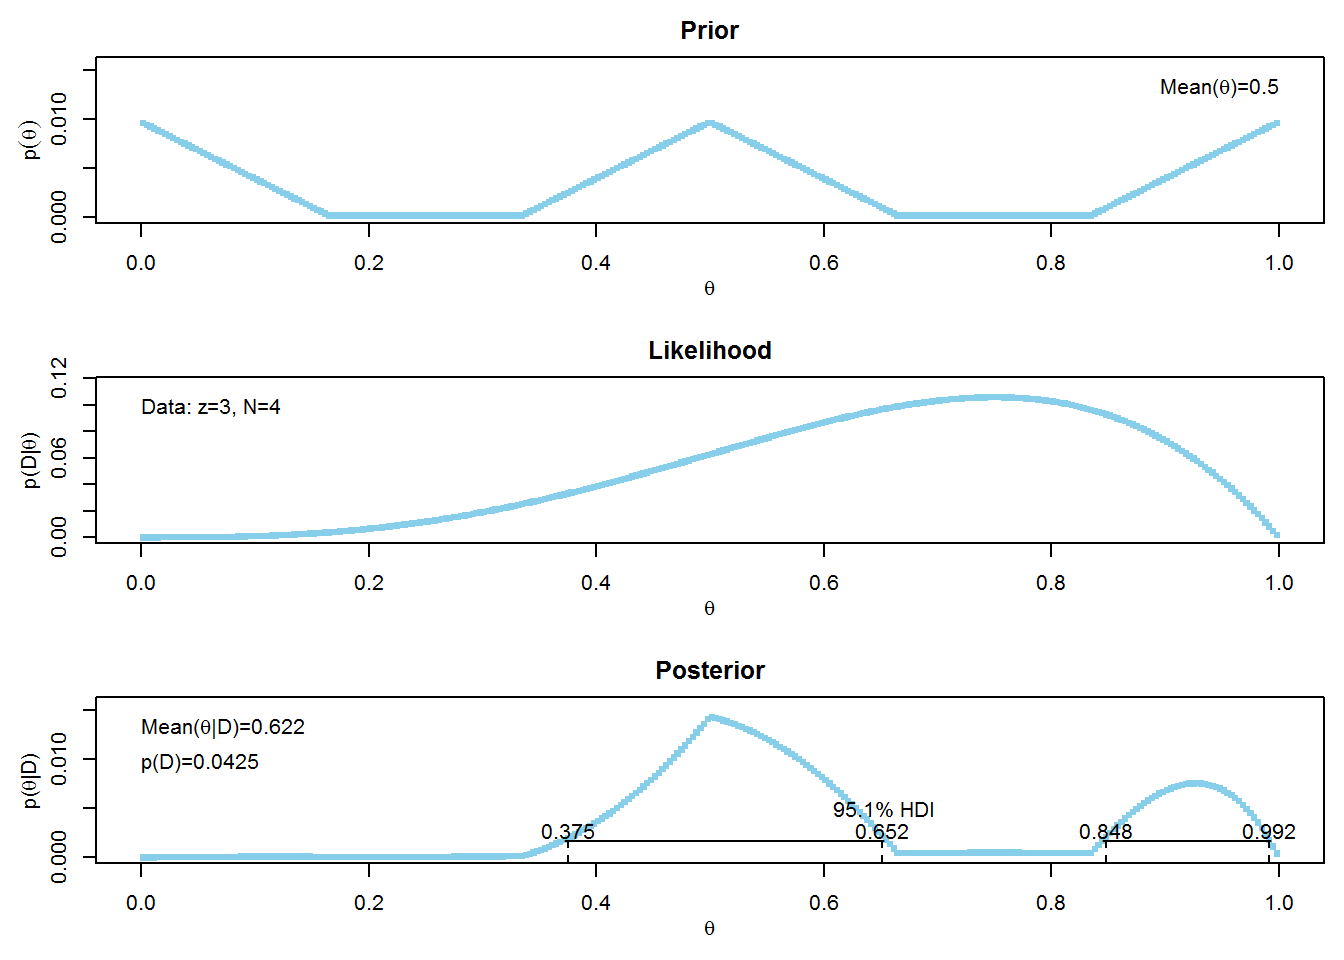 Prior
Mean(θ)=0.5
p(θ)
0.000
0.010
0.0 0.2 0.4 0.6 0.8 1.0
θ
Likelihood
Data: z=3, N=4
p(D|θ)
0.00
0.06
0.12
0.0 0.2 0.4 0.6 0.8 1.0
θ
Posterior
Mean(θ|D)=0.622
p(D)=0.0425
p(θ|D)
0.000
0.010
95.1% HDI
0.375 0.652 0.848 0.992
0.0 0.2 0.4 0.6 0.8 1.0
θ